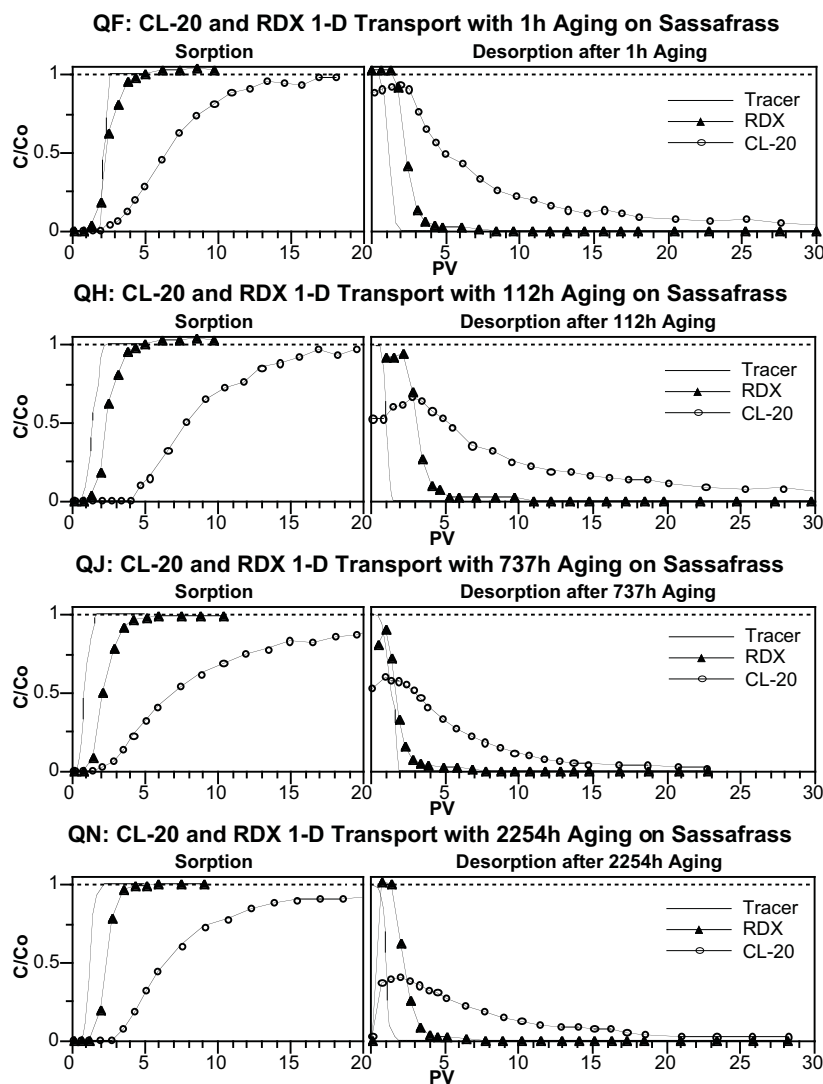 QF: CL-20 and RDX 1-D Transport with 1h Aging on Sassafrass
Sorption Desorption after 1h Aging
C/Co
1
0.5
0
Tracer
RDX
CL-20
0 5 10 15 20 5 10 15 20 25 30
PV
QH: CL-20 and RDX 1-D Transport with 112h Aging on Sassafrass
Sorption Desorption after 112h Aging
C/Co
1
0.5
0
Tracer
RDX
CL-20
0 5 10 15 20 5 10 15 20 25 30
PV
QJ: CL-20 and RDX 1-D Transport with 737h Aging on Sassafrass
Sorption Desorption after 737h Aging
C/Co
1
0.5
0
Tracer
RDX
CL-20
0 5 10 15 20 5 10 15 20 25 30
PV
QN: CL-20 and RDX 1-D Transport with 2254h Aging on Sassafrass
Sorption Desorption after 2254h Aging
C/Co
1
0.5
0
Tracer
RDX
CL-20
0 5 10 15 20 5 10 15 20 25 30
PV